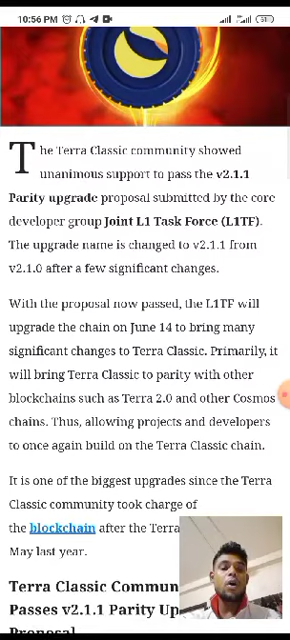 10:56 PM
The Terra Classic community showed
unanimous support to pass the v2.1.1
Parity upgrade proposal submitted by the core
developer group Joint L1 Task Force (L1TF).
The upgrade name is changed to v2.1.1 from
v2.1.0 after a few significant changes.
With the proposal now passed, the L1TF will
upgrade the chain on June 14 to bring many
significant changes to Terra Classic. Primarily, it
will bring Terra Classic to parity with other
blockchains such as Terra 2.0 and other Cosmos
chains. Thus, allowing projects and developers
to once again build on the Terra Classic chain.
It is one of the biggest upgrades since the Terra
Classic community took charge of
the blockchain after the Terra
May last year.
Terra Classic Commun
Passes v2.1.1 Parity Up
Proposal